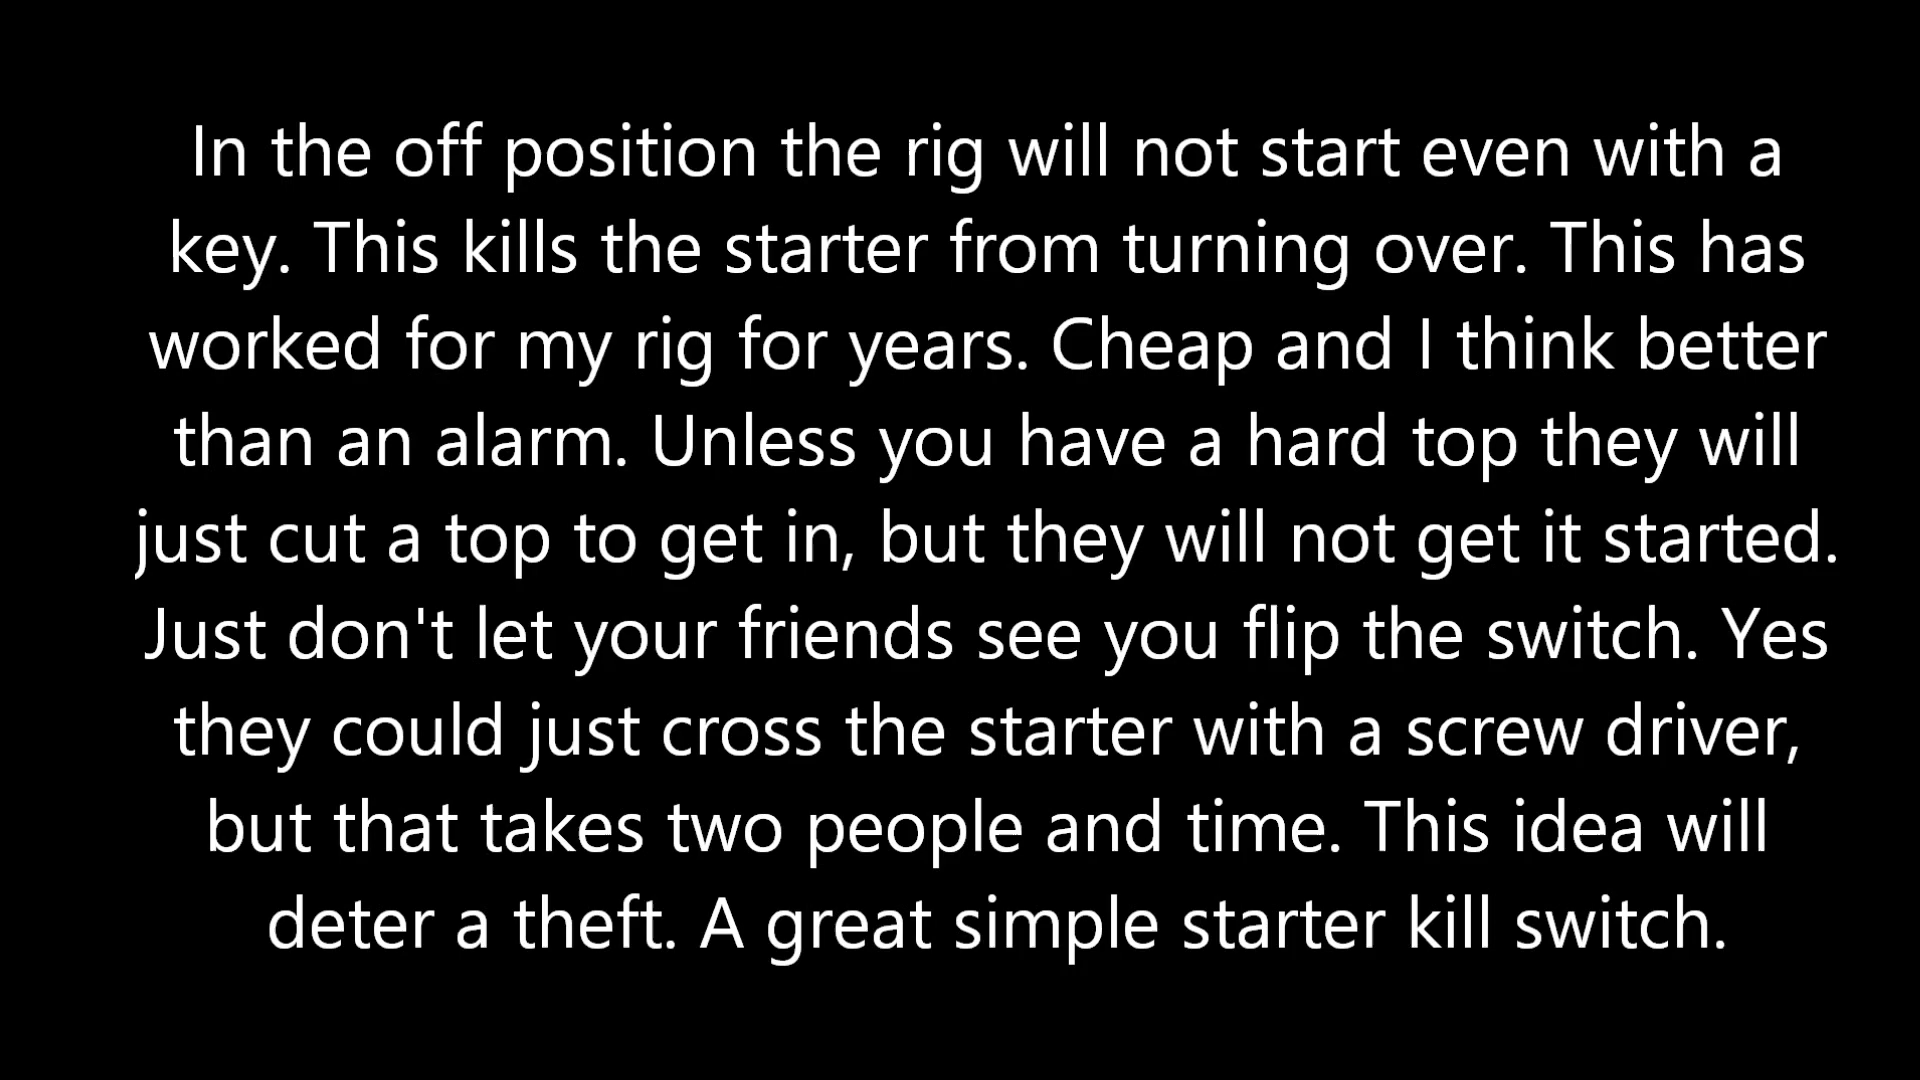 In the off position the rig will not start even with a
key. This kills the starter from turning over. This has
worked for my rig for years. Cheap and I think better
than an alarm. Unless you have a hard top they will
just cut a top to get in, but they will not get it started.
Just don't let your friends see you flip the switch. Yes
they could just cross the starter with a screw driver,
but that takes two people and time. This idea will
deter a theft. A great simple starter kill switch.